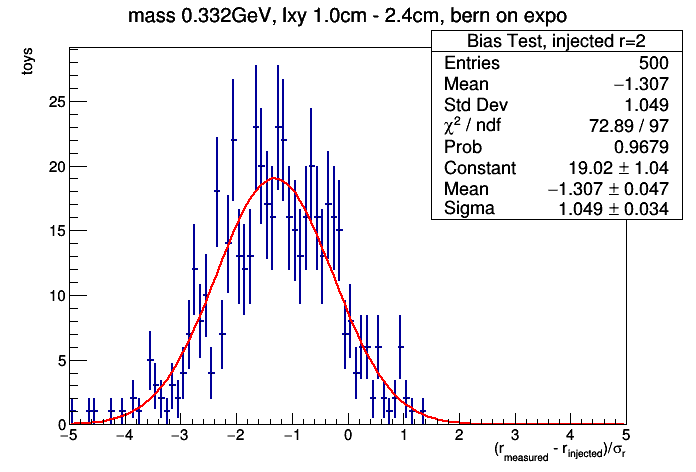 mass 0.332GeV, lxy 1.0cm - 2.4cm, bern on expo
toys
Bias Test, injected r=2
Entries 500
Mean −1.307
Std Dev 1.049
χ² / ndf 72.89 / 97
Prob 0.9679
Constant 19.02 ± 1.04
Mean −1.307 ± 0.047
Sigma 1.049 ± 0.034
25
20
15
10
5
0
−5 −4 −3 −2 −1 0 1 2 3 4 5
(r_measured - r_injected)/σ_r